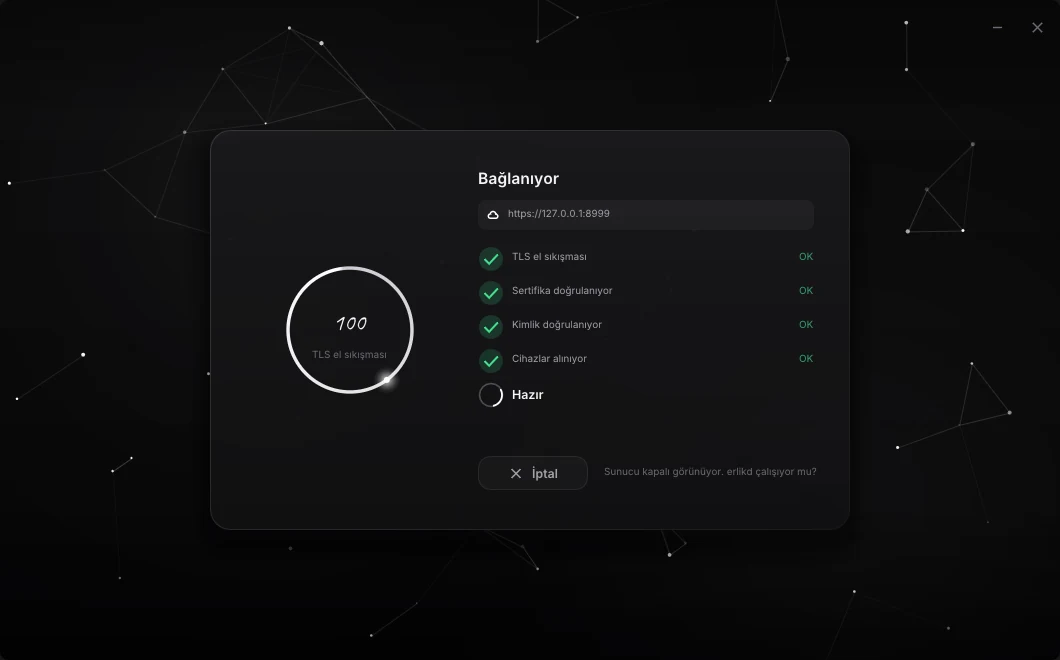 Bağlanıyor
https://127.0.0.1:8999
TLS el sıkışması OK
Sertifika doğrulanıyor OK
Kimlik doğrulanıyor OK
Cihazlar alınıyor OK
Hazır
100
TLS el sıkışması
İptal
Sunucu kapalı görünüyor. erlikd çalışıyor mu?